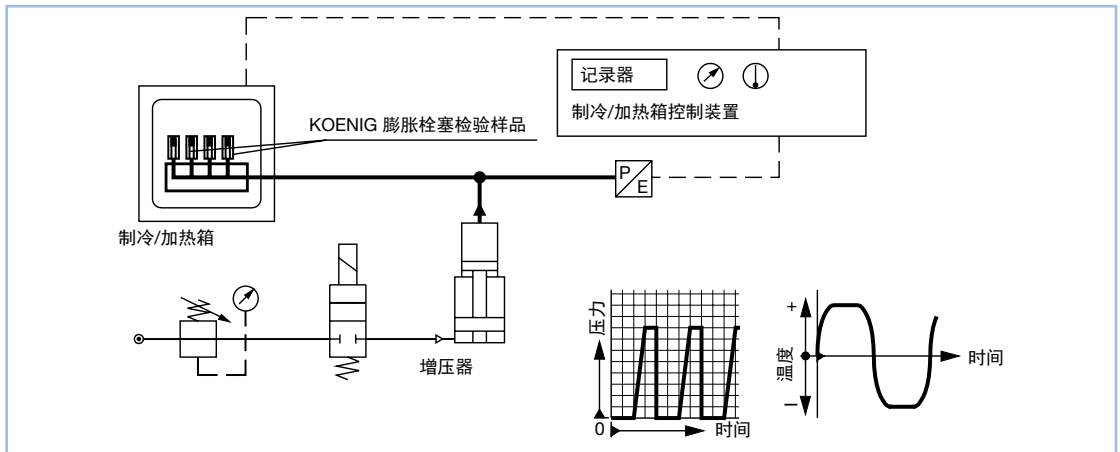 记录器
制冷/加热箱控制装置
KOENIG 膨胀栓塞检验样品
P
E
制冷/加热箱
增压器
压力
0
时间
+
温度
–
时间